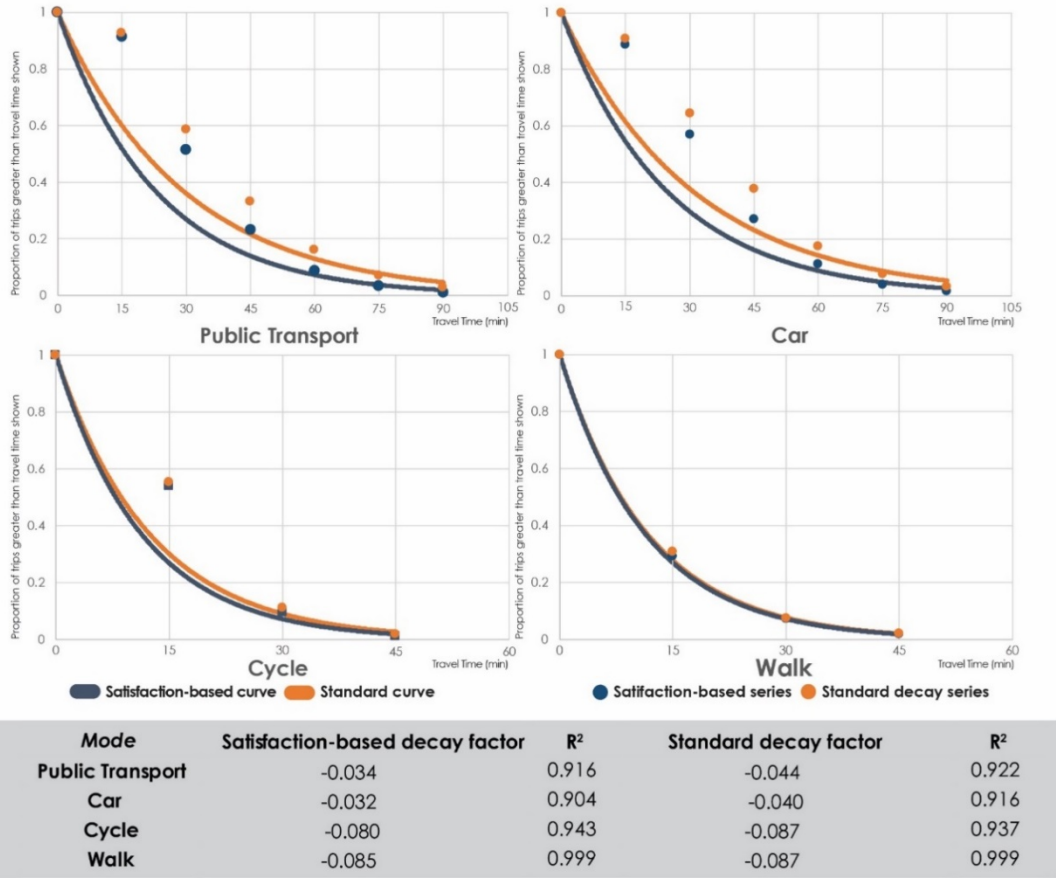 Proportion of trips greater than travel time shown
1
0.8
0.6
0.4
0.2
0
0 15 30 45 60 75 90 105
Travel Time (min)
Public Transport
Proportion of trips greater than travel time shown
1
0.8
0.6
0.4
0.2
0
0 15 30 45 60 75 90 105
Travel Time (min)
Car
Proportion of trips greater than travel time shown
1
0.8
0.6
0.4
0.2
0
0 15 30 45 60
Travel Time (min)
Cycle
Proportion of trips greater than travel time shown
1
0.8
0.6
0.4
0.2
0
0 15 30 45 60
Travel Time (min)
Walk
Satisfaction-based curve Standard curve Satifaction-based series Standard decay series
Mode Satisfaction-based decay factor R² Standard decay factor R²
Public Transport -0.034 0.916 -0.044 0.922
Car -0.032 0.904 -0.040 0.916
Cycle -0.080 0.943 -0.087 0.937
Walk -0.085 0.999 -0.087 0.999